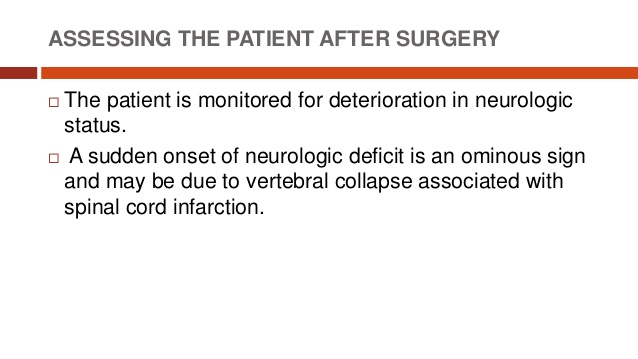 ASSESSING THE PATIENT AFTER SURGERY
The patient is monitored for deterioration in neurologic
status.
A sudden onset of neurologic deficit is an ominous sign
and may be due to vertebral collapse associated with
spinal cord infarction.